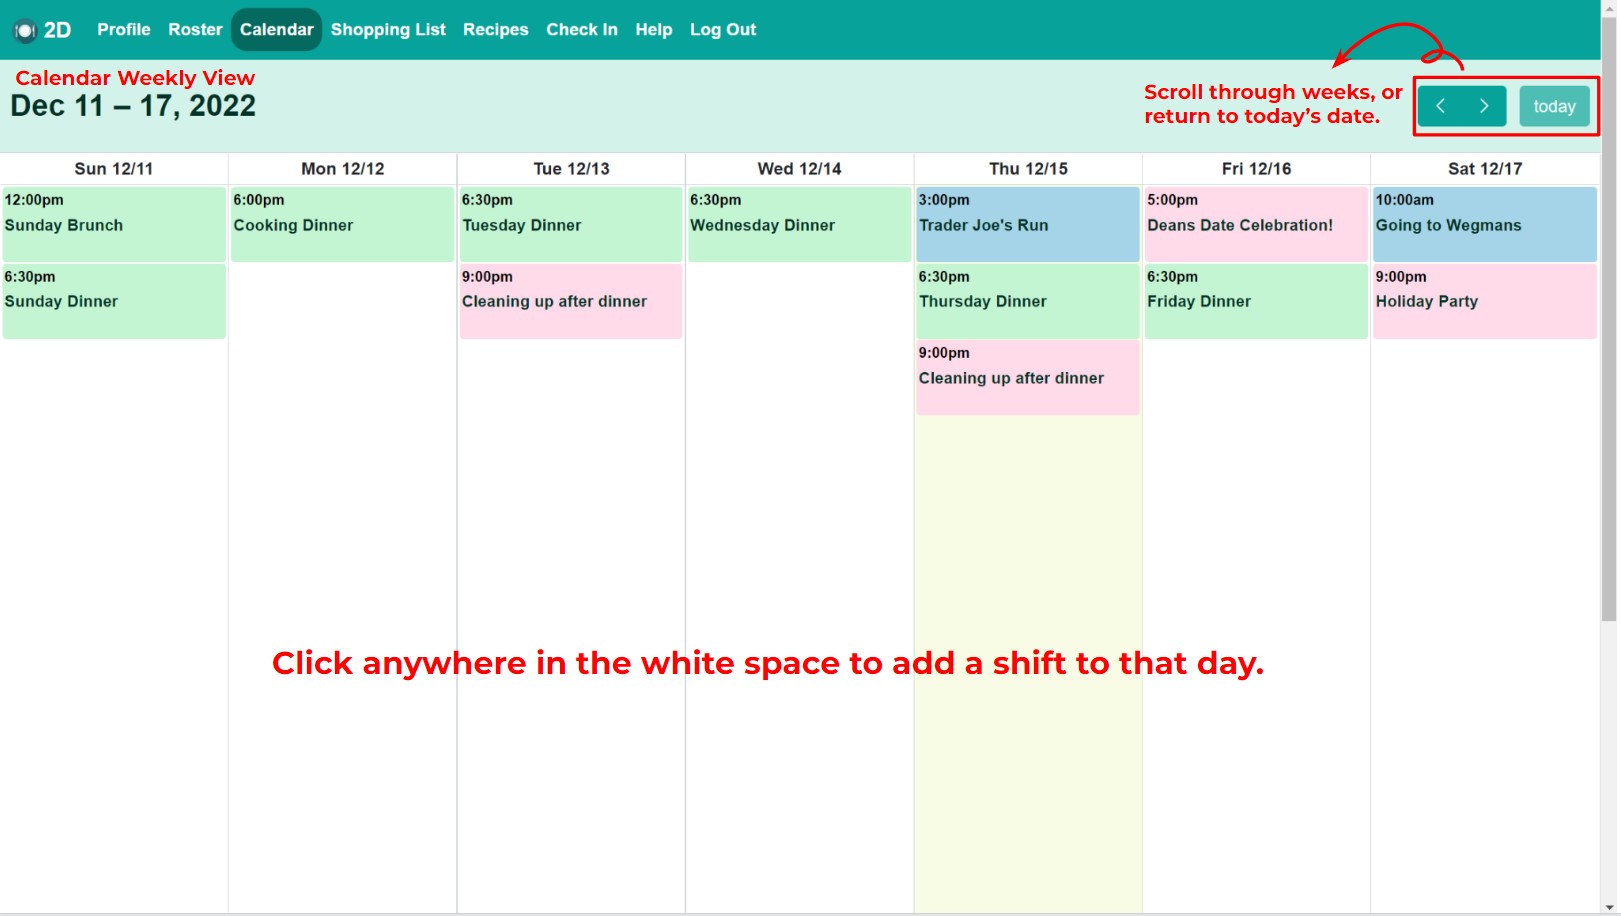 2D Profile Roster Calendar Shopping List Recipes Check In Help Log Out
Calendar Weekly View
Dec 11 – 17, 2022
Scroll through weeks, or
return to today’s date.
today
Sun 12/11 Mon 12/12 Tue 12/13 Wed 12/14 Thu 12/15 Fri 12/16 Sat 12/17
12:00pm
Sunday Brunch
6:30pm
Sunday Dinner
6:00pm
Cooking Dinner
6:30pm
Tuesday Dinner
9:00pm
Cleaning up after dinner
6:30pm
Wednesday Dinner
3:00pm
Trader Joe's Run
6:30pm
Thursday Dinner
9:00pm
Cleaning up after dinner
5:00pm
Deans Date Celebration!
6:30pm
Friday Dinner
10:00am
Going to Wegmans
9:00pm
Holiday Party
Click anywhere in the white space to add a shift to that day.